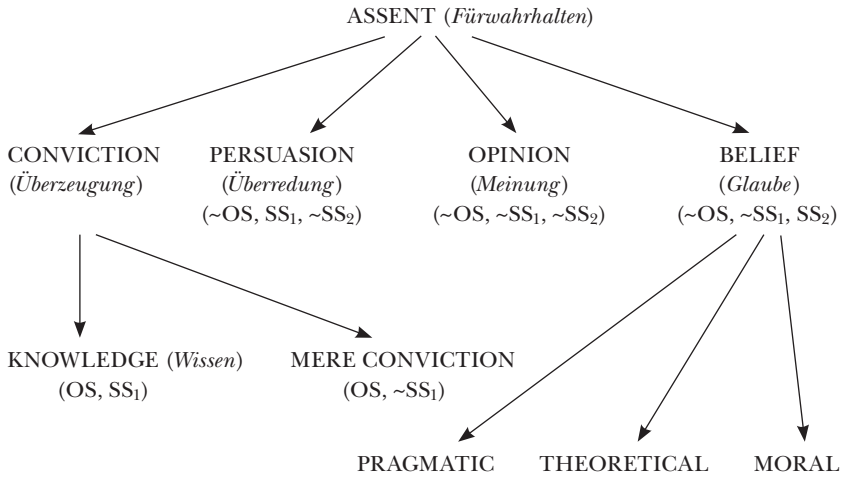 ASSENT (Fürwahrhalten)
CONVICTION PERSUASION OPINION BELIEF
(Überzeugung) (Überredung) (Meinung) (Glaube)
(~OS, SS₁, ~SS₂) (~OS, ~SS₁, ~SS₂) (~OS, ~SS₁, SS₂)
KNOWLEDGE (Wissen) MERE CONVICTION
(OS, SS₁) (OS, ~SS₁)
PRAGMATIC THEORETICAL MORAL